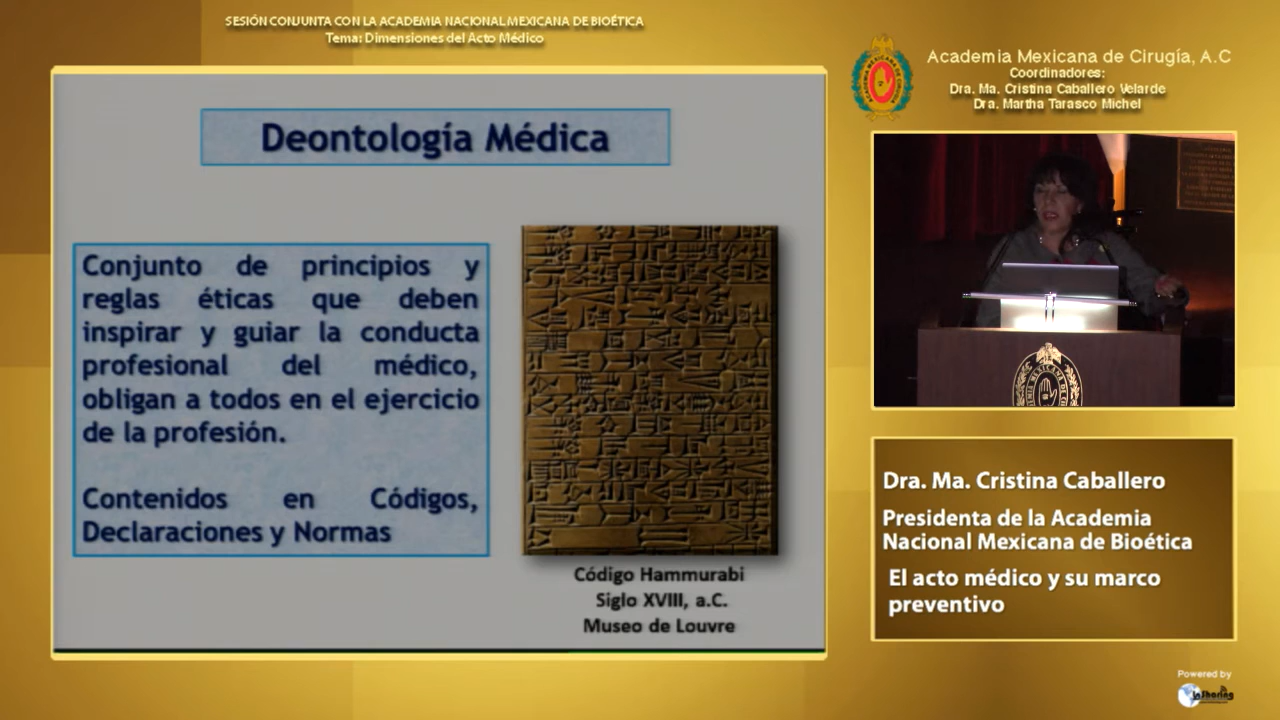 SESIÓN CONJUNTA CON LA ACADEMIA NACIONAL MEXICANA DE BIOÉTICA
Tema: Dimensiones del Acto Médico
Academia Mexicana de Cirugía, A.C
Coordinadores:
Dra. Ma. Cristina Caballero Velarde
Dra. Martha Tarasco Michel
Deontología Médica
Conjunto de principios y
reglas éticas que deben
inspirar y guiar la conducta
profesional del médico,
obligan a todos en el ejercicio
de la profesión.
Contenidos en Códigos,
Declaraciones y Normas
Código Hammurabi
Siglo XVIII, a.C.
Museo de Louvre
Dra. Ma. Cristina Caballero
Presidenta de la Academia
Nacional Mexicana de Bioética
El acto médico y su marco
preventivo
Powered by